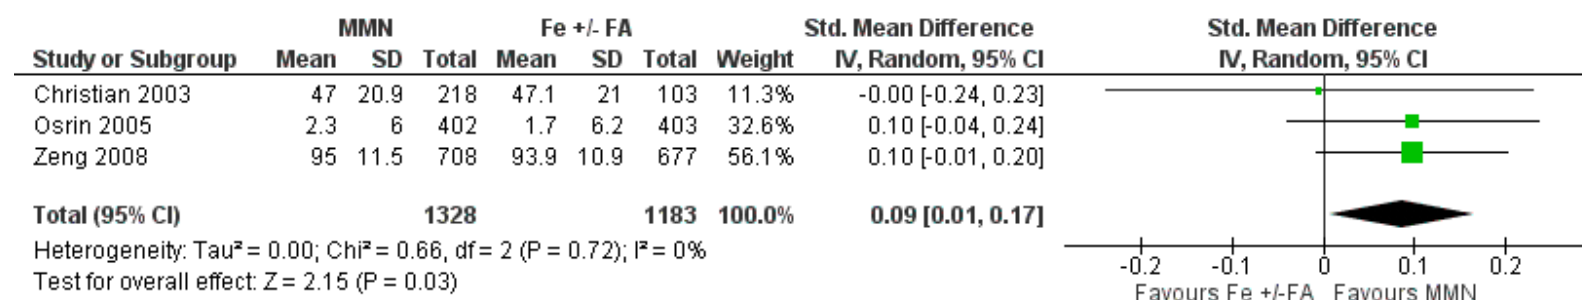 MMN Fe +/- FA Std. Mean Difference Std. Mean Difference
Study or Subgroup Mean SD Total Mean SD Total Weight IV, Random, 95% CI IV, Random, 95% CI
Christian 2003 47 20.9 218 47.1 21 103 11.3% -0.00 [-0.24, 0.23]
Osrin 2005 2.3 6 402 1.7 6.2 403 32.6% 0.10 [-0.04, 0.24]
Zeng 2008 95 11.5 708 93.9 10.9 677 56.1% 0.10 [-0.01, 0.20]
Total (95% CI) 1328 1183 100.0% 0.09 [0.01, 0.17]
Heterogeneity: Tau² = 0.00; Chi² = 0.66, df = 2 (P = 0.72); I² = 0%
Test for overall effect: Z = 2.15 (P = 0.03)
-0.2 -0.1 0 0.1 0.2
Favours Fe +/-FA Favours MMN